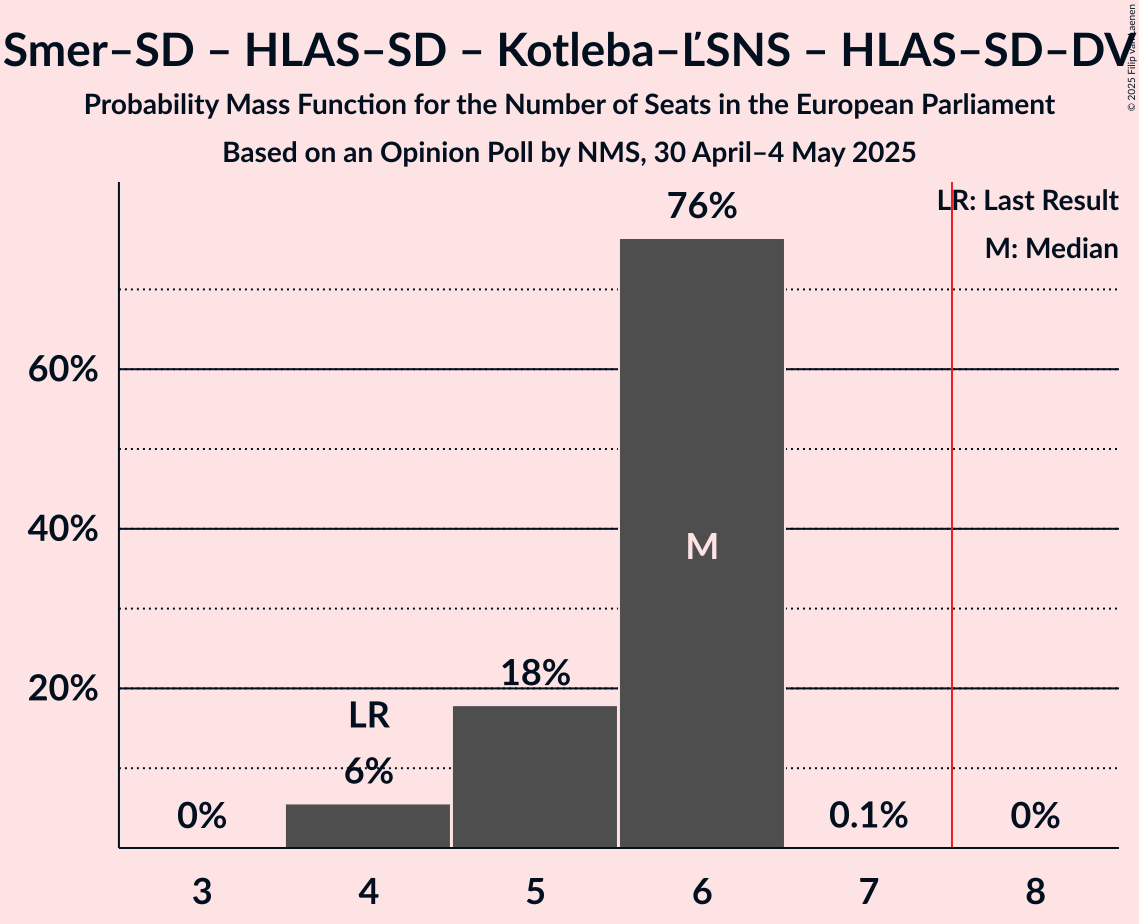 Smer–SD – HLAS–SD – Kotleba–ĽSNS – HLAS–SD–DV
Probability Mass Function for the Number of Seats in the European Parliament
Based on an Opinion Poll by NMS, 30 April–4 May 2025
© 2025 Filip van Laenen
LR: Last Result
M: Median
76%
60%
40%
M
20%
18%
LR
6%
0%
0.1%
0%
3 4 5 6 7 8